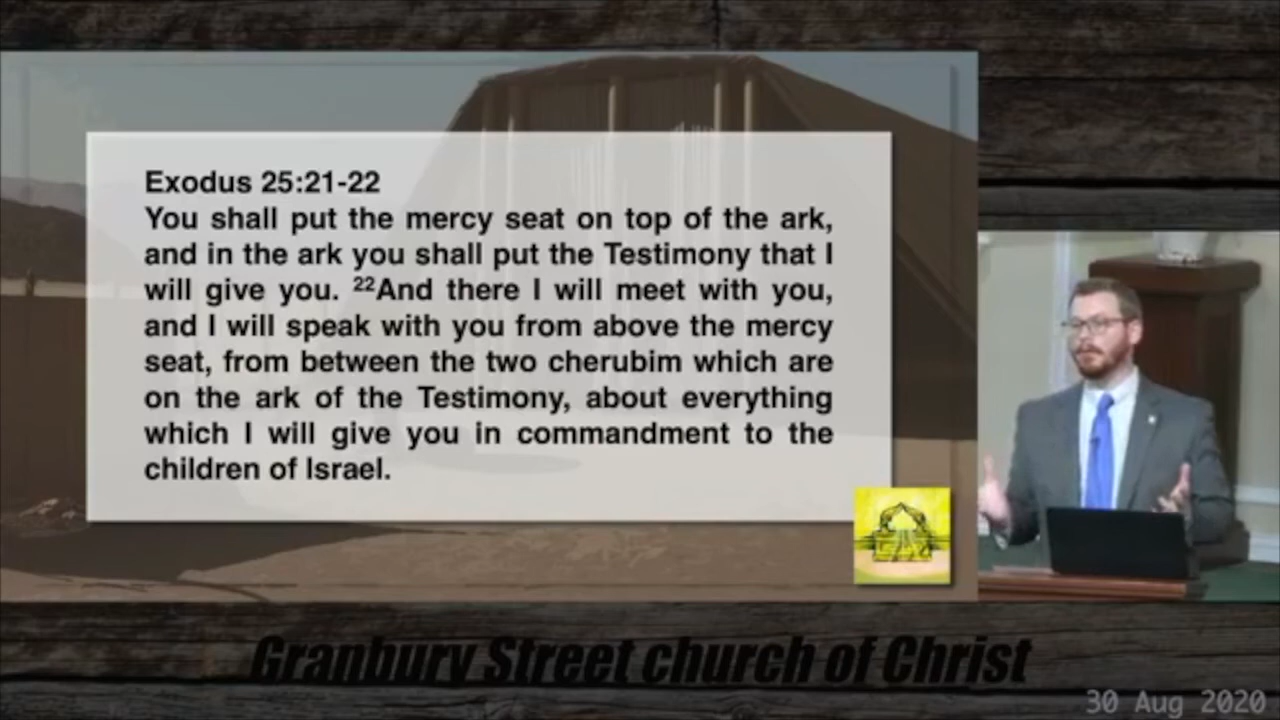 Exodus 25:21-22
You shall put the mercy seat on top of the ark,
and in the ark you shall put the Testimony that I
will give you. ²²And there I will meet with you,
and I will speak with you from above the mercy
seat, from between the two cherubim which are
on the ark of the Testimony, about everything
which I will give you in commandment to the
children of Israel.
Granbury Street church of Christ
30 Aug 2020